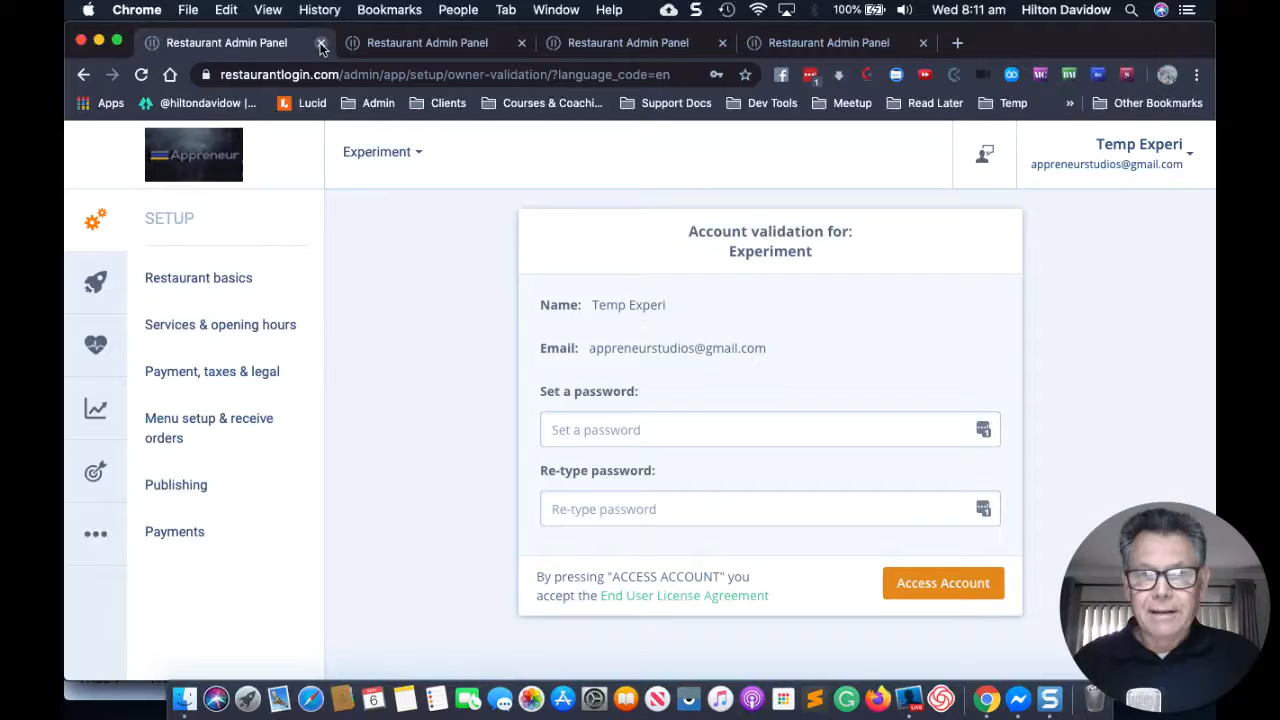 Chrome File Edit View History Bookmarks People Tab Window Help 100% Wed 8:11 am Hilton Davidow
Restaurant Admin Panel Restaurant Admin Panel Restaurant Admin Panel Restaurant Admin Panel
restaurantlogin.com/admin/app/setup/owner-validation/?language_code=en
Apps @hiltondavidow |... Lucid Admin Clients Courses & Coachi... Support Docs Dev Tools Meetup Read Later Temp » Other Bookmarks
Appreneur
Experiment
Temp Experi
appreneurstudios@gmail.com
SETUP
Restaurant basics
Services & opening hours
Payment, taxes & legal
Menu setup & receive
orders
Publishing
Payments
Account validation for:
Experiment
Name: Temp Experi
Email: appreneurstudios@gmail.com
Set a password:
Set a password
Re-type password:
Re-type password
By pressing "ACCESS ACCOUNT" you
accept the End User License Agreement
Access Account